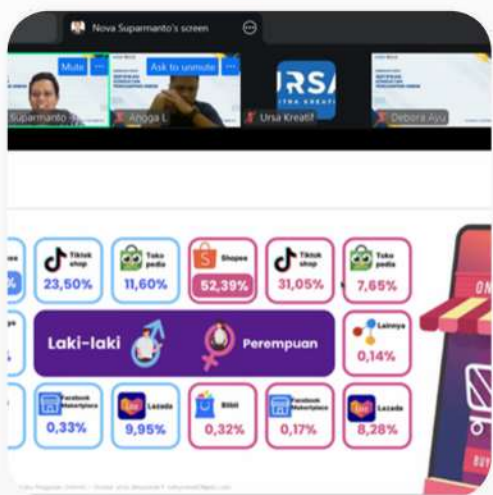 Nova Suparmanto's screen
Mute
Ask to unmute
Suparmanto
Angga L
Ursa Kreatif
Debora Ayu
URSA
Tiktok shop
23,50%
Toko pedia
11,60%
Shopee
52,39%
Tiktok shop
31,05%
Toko pedia
7,65%
Laki-laki
Perempuan
Lainnya
0,14%
Facebook Marketplace
0,33%
Lazada
9,95%
Blibli
0,32%
Facebook Marketplace
0,17%
Lazada
8,28%
ON
BUY